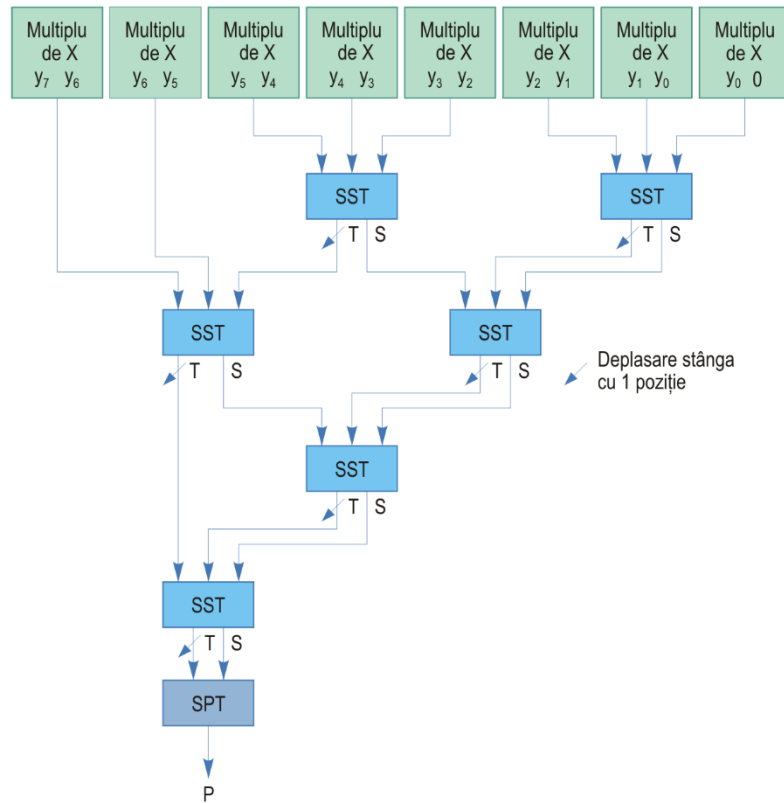 Multiplu
de X
y₇ y₆
Multiplu
de X
y₆ y₅
Multiplu
de X
y₅ y₄
Multiplu
de X
y₄ y₃
Multiplu
de X
y₃ y₂
Multiplu
de X
y₂ y₁
Multiplu
de X
y₁ y₀
Multiplu
de X
y₀ 0
SST
SST
T S
T S
SST
SST
T S
T S
Deplasare stânga
cu 1 poziție
SST
T S
SST
T S
SPT
P